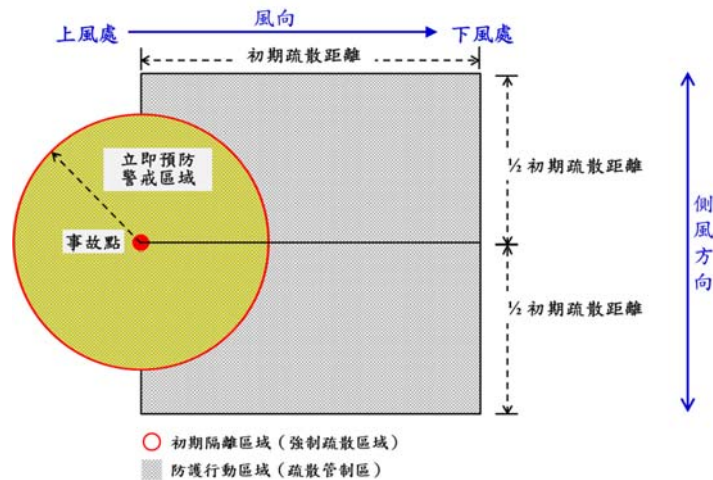 風向
上風處
下風處
初期疏散距離
立即預防
警戒區域
事故點
½ 初期疏散距離
½ 初期疏散距離
側風方向
初期隔離區域（強制疏散區域）
防護行動區域（疏散管制區）